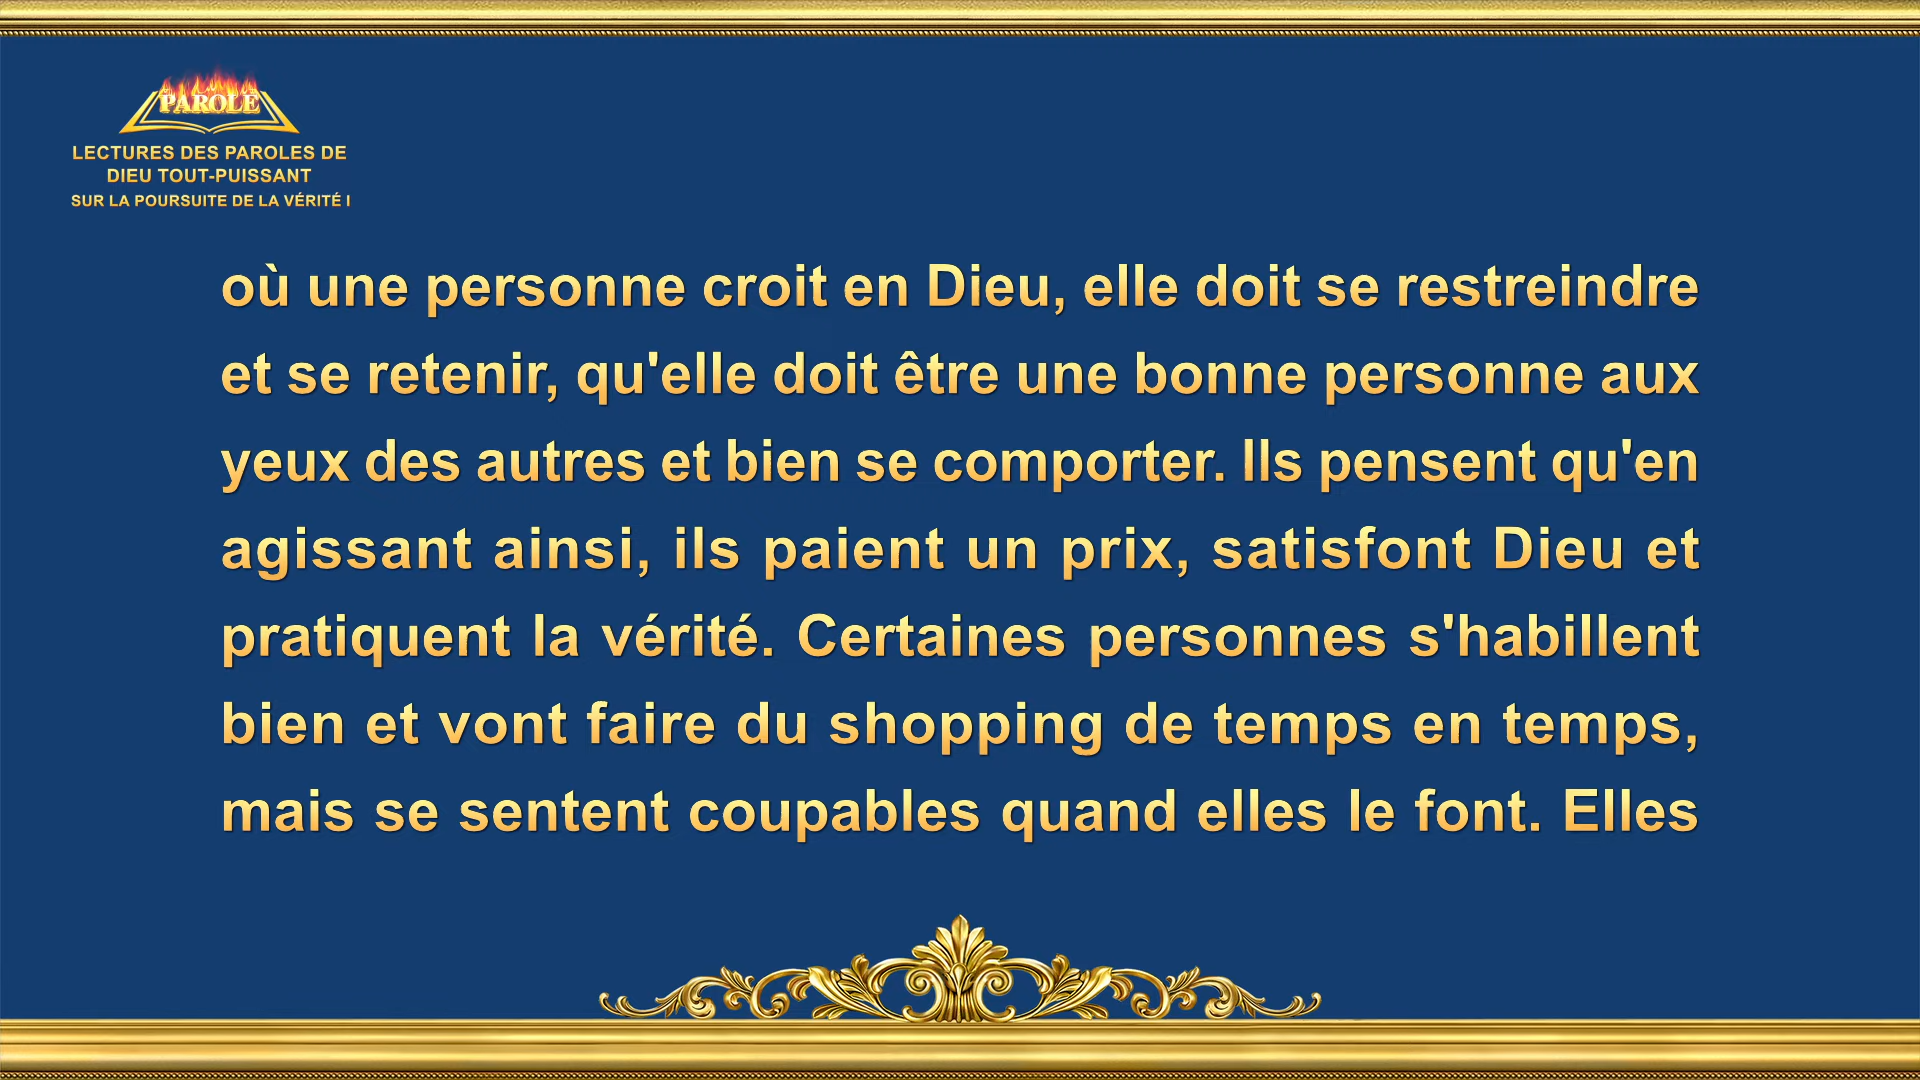 PAROLE
LECTURES DES PAROLES DE
DIEU TOUT-PUISSANT
SUR LA POURSUITE DE LA VÉRITÉ I
où une personne croit en Dieu, elle doit se restreindre
et se retenir, qu'elle doit être une bonne personne aux
yeux des autres et bien se comporter. Ils pensent qu'en
agissant ainsi, ils paient un prix, satisfont Dieu et
pratiquent la vérité. Certaines personnes s'habillent
bien et vont faire du shopping de temps en temps,
mais se sentent coupables quand elles le font. Elles